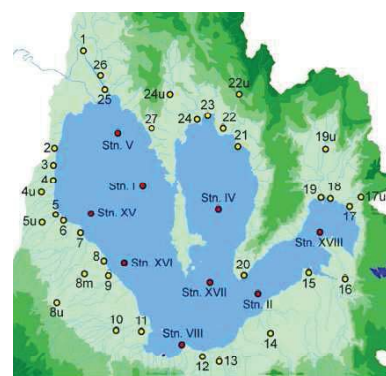 1
26
25
24u
22u
27
24
23
22
21
19u
Stn. V
2
3
4
4u
Stn. I
Stn. IV
19
18
17u
17
5
5u
6
Stn. XV
7
Stn. XVIII
8
Stn. XVI
20
15
16
8m
9
Stn. XVII
Stn. II
8u
10
11
Stn. VIII
14
12
13